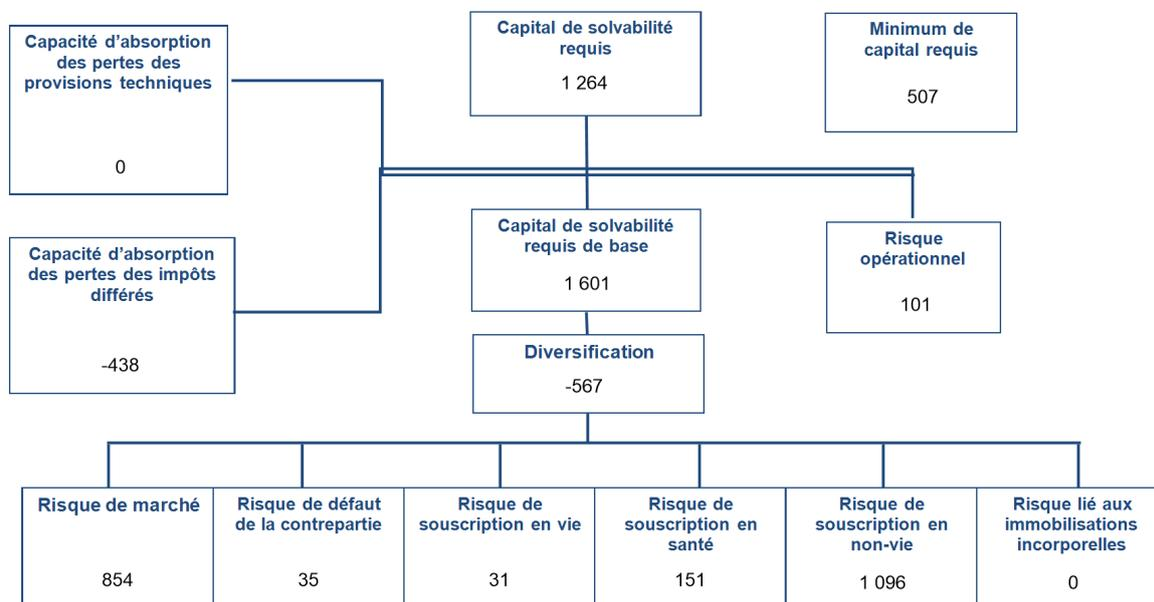 Capacité d'absorption
des pertes des
provisions techniques
0
Capital de solvabilité
requis
1 264
Minimum de
capital requis
507
Capacité d'absorption
des pertes des impôts
différés
-438
Capital de solvabilité
requis de base
1 601
Risque
opérationnel
101
Diversification
-567
Risque de marché
854
Risque de défaut
de la contrepartie
35
Risque de
souscription en vie
31
Risque de
souscription en
santé
151
Risque de
souscription en
non-vie
1 096
Risque lié aux
immobilisations
incorporelles
0